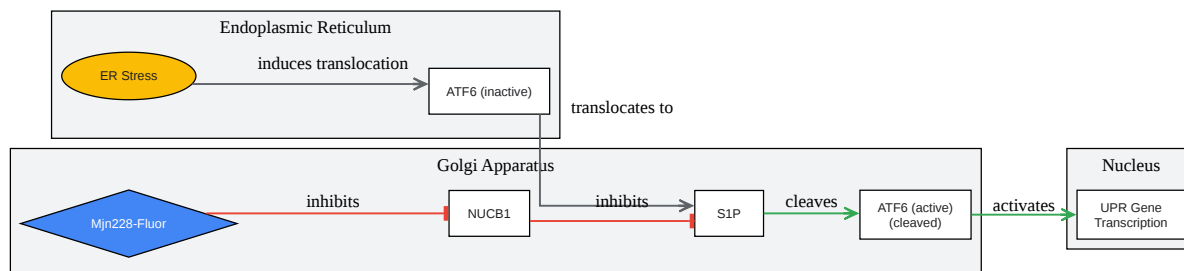 Endoplasmic Reticulum
ER Stress
induces translocation
ATF6 (inactive)
translocates to
Golgi Apparatus
Mjn228-Fluor
inhibits
NUCB1
inhibits
S1P
cleaves
ATF6 (active)
(cleaved)
activates
Nucleus
UPR Gene
Transcription